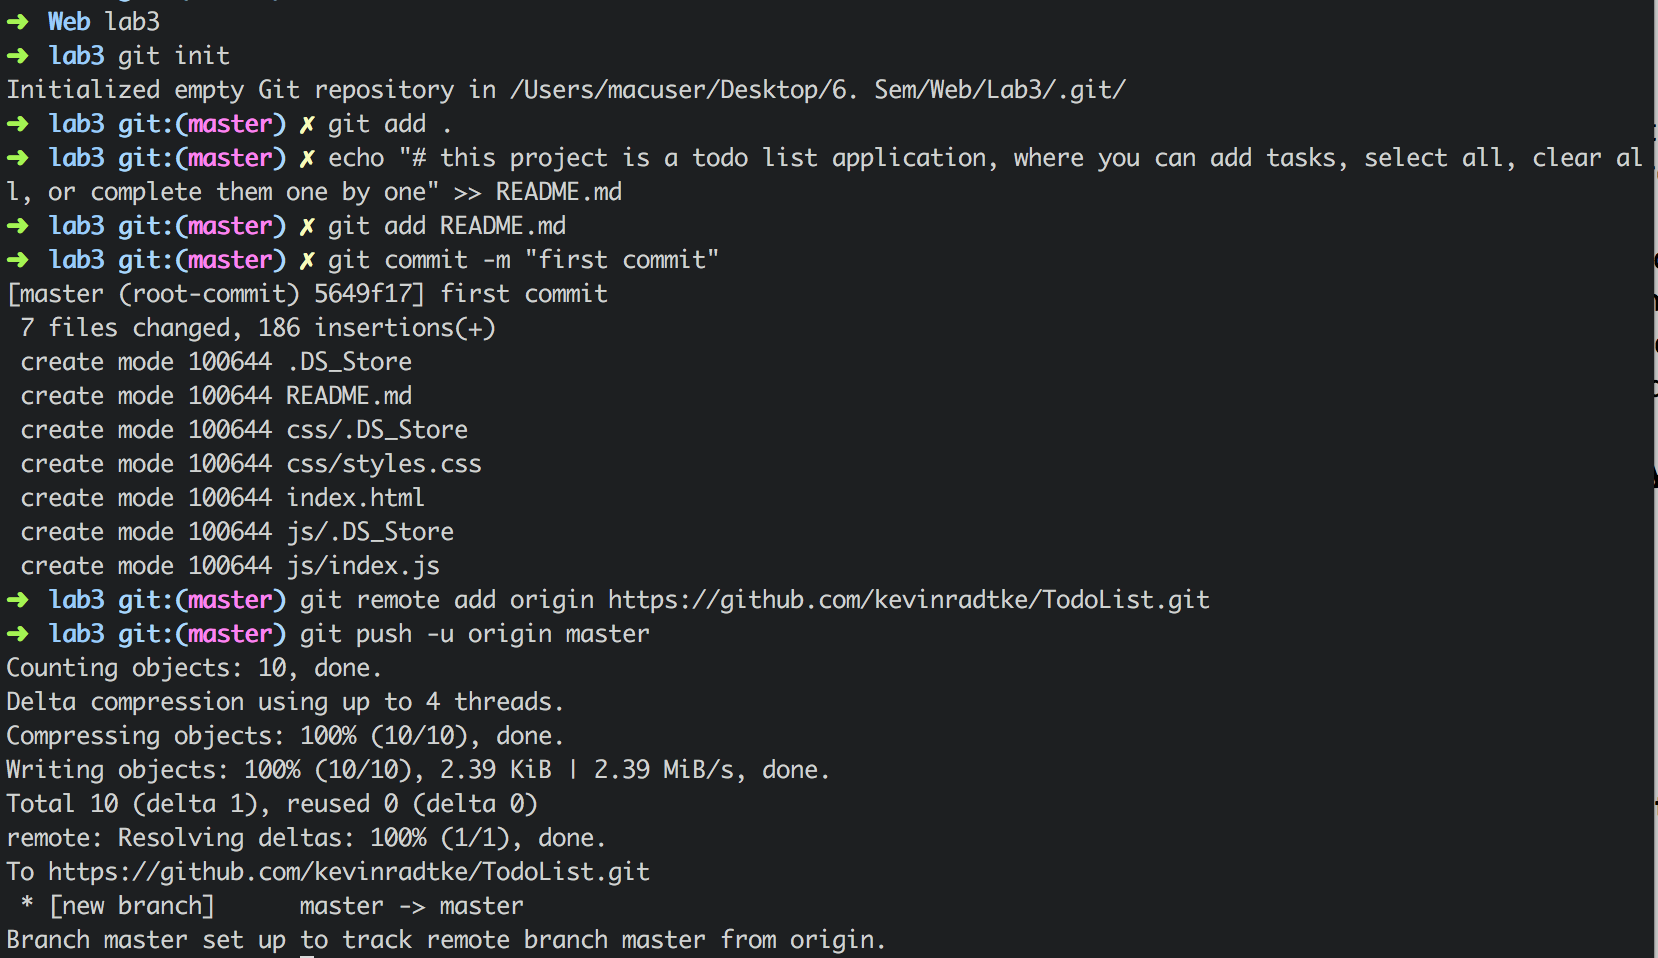 ➜ Web lab3
➜ lab3 git init
Initialized empty Git repository in /Users/macuser/Desktop/6. Sem/Web/Lab3/.git/
➜ lab3 git:(master) ✗ git add .
➜ lab3 git:(master) ✗ echo "# this project is a todo list application, where you can add tasks, select all, clear al
l, or complete them one by one" >> README.md
➜ lab3 git:(master) ✗ git add README.md
➜ lab3 git:(master) ✗ git commit -m "first commit"
[master (root-commit) 5649f17] first commit
7 files changed, 186 insertions(+)
create mode 100644 .DS_Store
create mode 100644 README.md
create mode 100644 css/.DS_Store
create mode 100644 css/styles.css
create mode 100644 index.html
create mode 100644 js/.DS_Store
create mode 100644 js/index.js
➜ lab3 git:(master) git remote add origin https://github.com/kevinradtke/TodoList.git
➜ lab3 git:(master) git push -u origin master
Counting objects: 10, done.
Delta compression using up to 4 threads.
Compressing objects: 100% (10/10), done.
Writing objects: 100% (10/10), 2.39 KiB | 2.39 MiB/s, done.
Total 10 (delta 1), reused 0 (delta 0)
remote: Resolving deltas: 100% (1/1), done.
To https://github.com/kevinradtke/TodoList.git
* [new branch]      master -> master
Branch master set up to track remote branch master from origin.